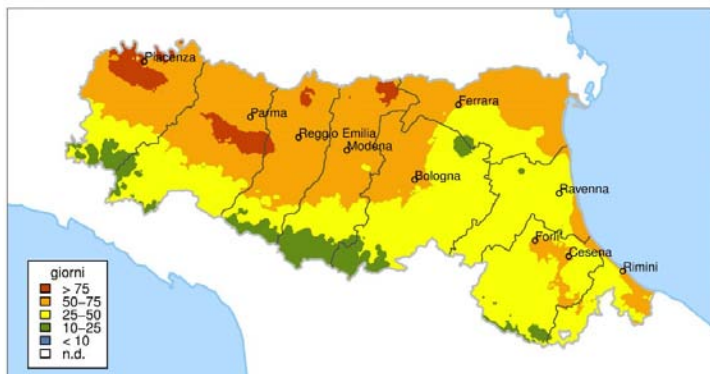 Piacenza
Parma
Ferrara
Reggio Emilia
Modena
Bologna
Ravenna
Forlì
Cesena
Rimini
giorni
> 75
50-75
25-50
10-25
< 10
n.d.